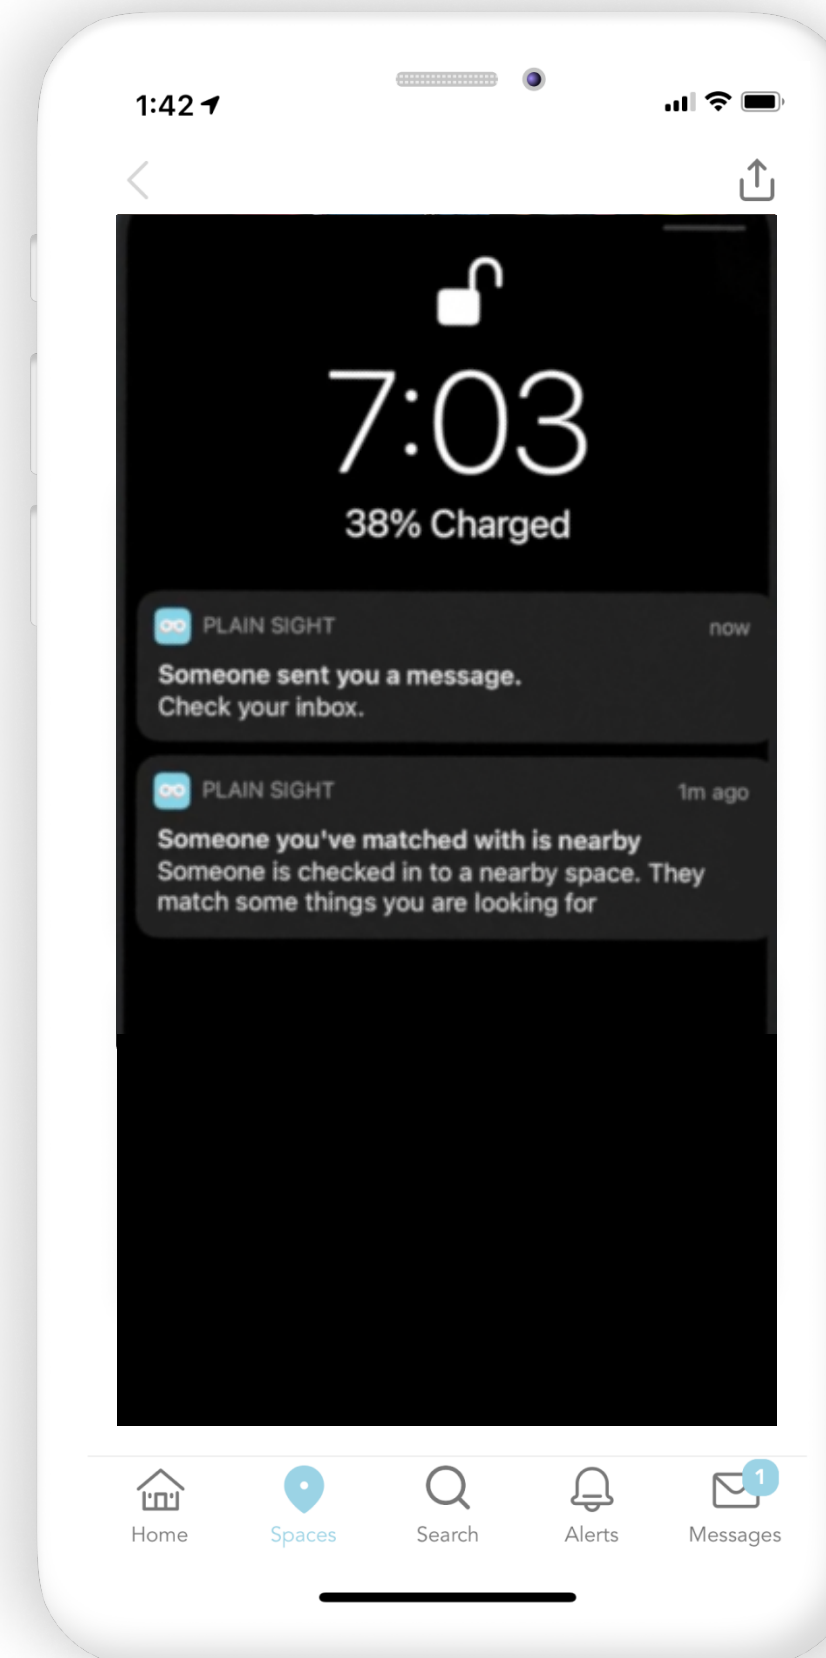 1:42
7:03
38% Charged
PLAIN SIGHT now
Someone sent you a message.
Check your inbox.
PLAIN SIGHT 1m ago
Someone you've matched with is nearby
Someone is checked in to a nearby space. They
match some things you are looking for
1
Home Spaces Search Alerts Messages